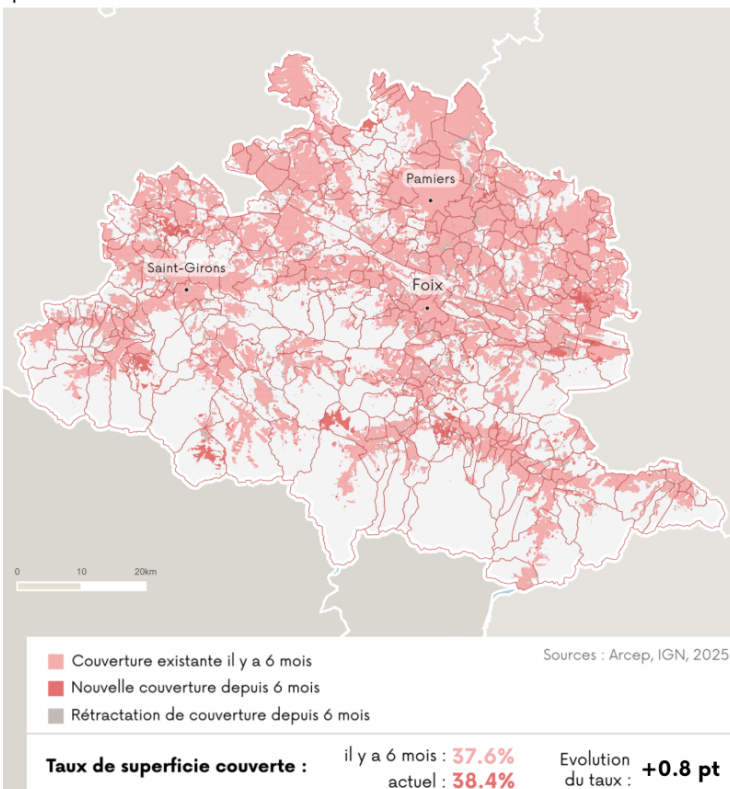 Pamiers
Saint-Girons
Foix
0 10 20km
Couverture existante il y a 6 mois
Sources : Arcep, IGN, 2025
Nouvelle couverture depuis 6 mois
Rétractation de couverture depuis 6 mois
Taux de superficie couverte :
il y a 6 mois : 37.6%
actuel : 38.4%
Evolution
du taux :
+0.8 pt